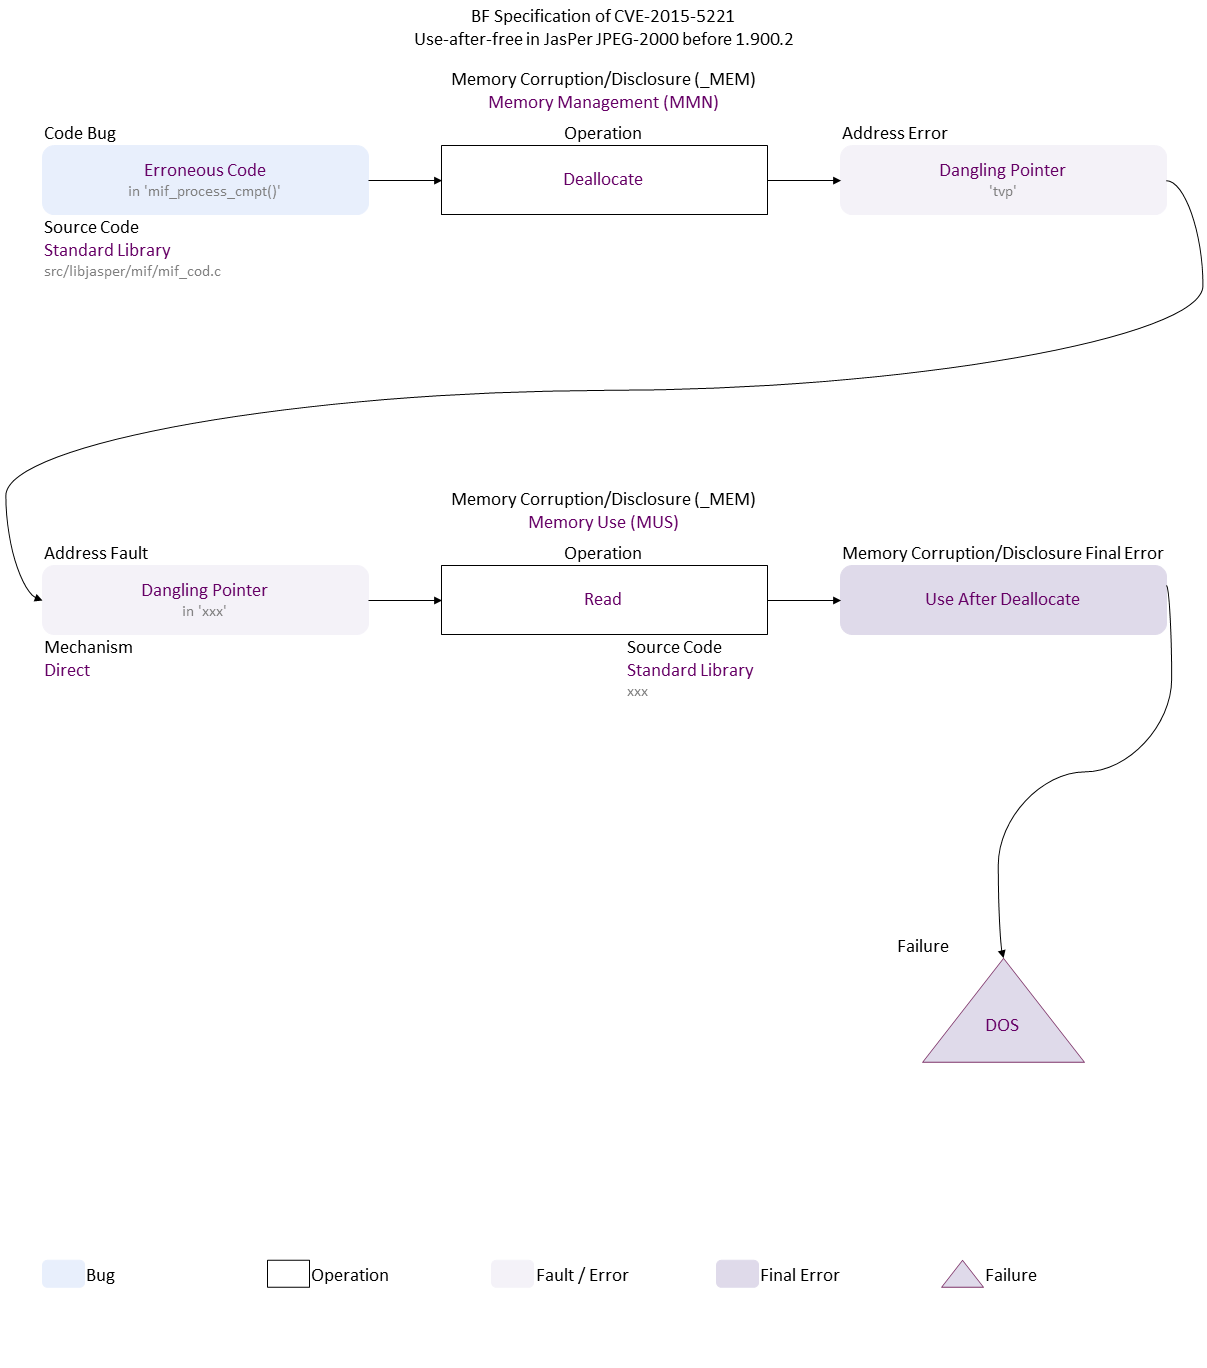 BF Specification of CVE-2015-5221
Use-after-free in JasPer JPEG-2000 before 1.900.2
Memory Corruption/Disclosure (_MEM)
Memory Management (MMN)
Code Bug
Operation
Address Error
Erroneous Code
in 'mif_process_cmpt()'
Deallocate
Dangling Pointer
'tvp'
Source Code
Standard Library
src/libjasper/mif/mif_cod.c
Memory Corruption/Disclosure (_MEM)
Memory Use (MUS)
Address Fault
Operation
Memory Corruption/Disclosure Final Error
Dangling Pointer
in 'xxx'
Read
Use After Deallocate
Mechanism
Direct
Source Code
Standard Library
xxx
Failure
DOS
Bug
Operation
Fault / Error
Final Error
Failure